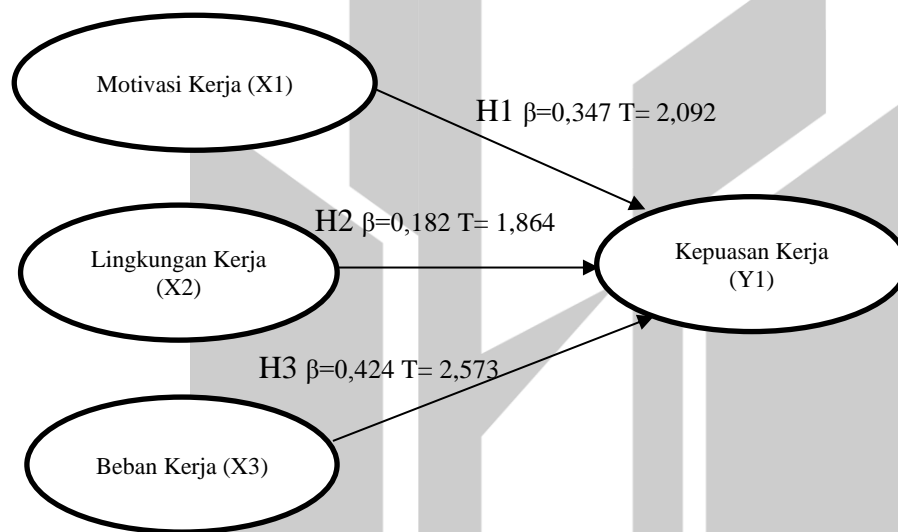 Motivasi Kerja (X1)
H1 β=0,347 T= 2,092
H2 β=0,182 T= 1,864
Lingkungan Kerja
(X2)
Kepuasan Kerja
(Y1)
H3 β=0,424 T= 2,573
Beban Kerja (X3)